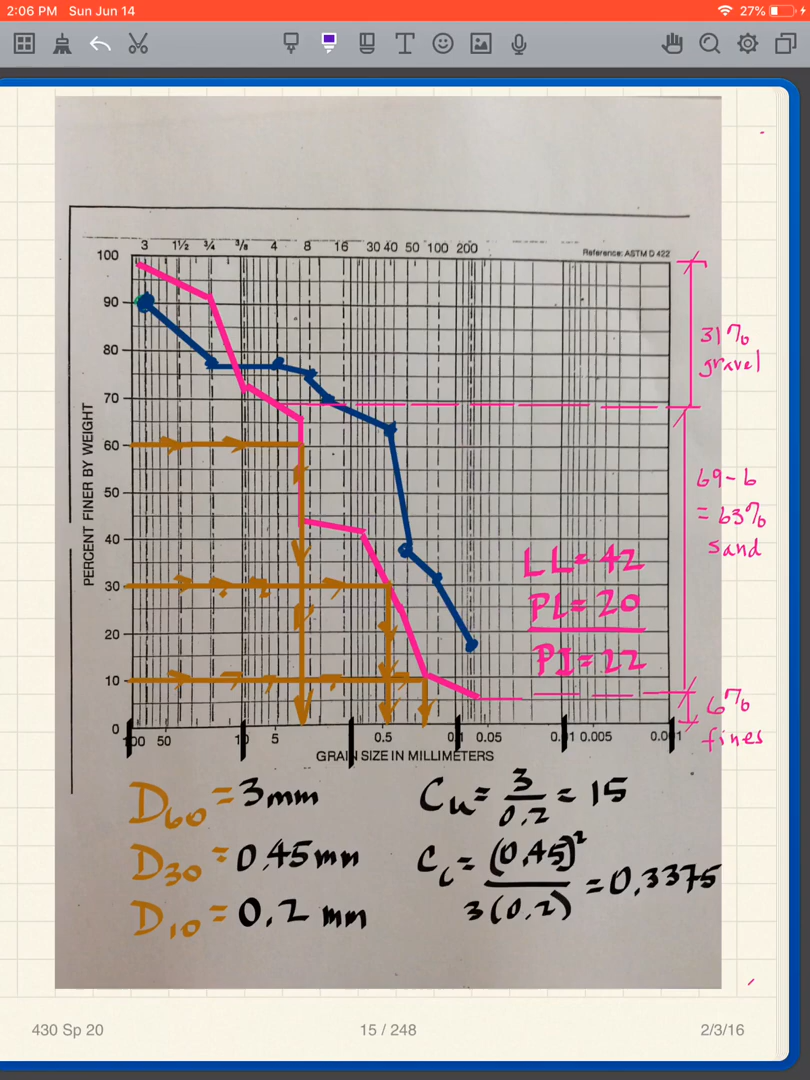 2:06 PM Sun Jun 14
27%
3 1½ ¾ ⅜ 4 8 16 30 40 50 100 200
Reference: ASTM D 422
100
90
80
70
60
50
40
30
20
10
0
PERCENT FINER BY WEIGHT
31%
gravel
69-6
= 63%
sand
LL = 42
PL = 20
PI = 22
6%
fines
100 50 10 5 0.5 0.1 0.05 0.01 0.005 0.001
GRAIN SIZE IN MILLIMETERS
D60 = 3mm
D30 = 0.45mm
D10 = 0.2 mm
Cu = 3/0.2 = 15
Cc = (0.45)²/3(0.2) = 0.3375
430 Sp 20
15 / 248
2/3/16